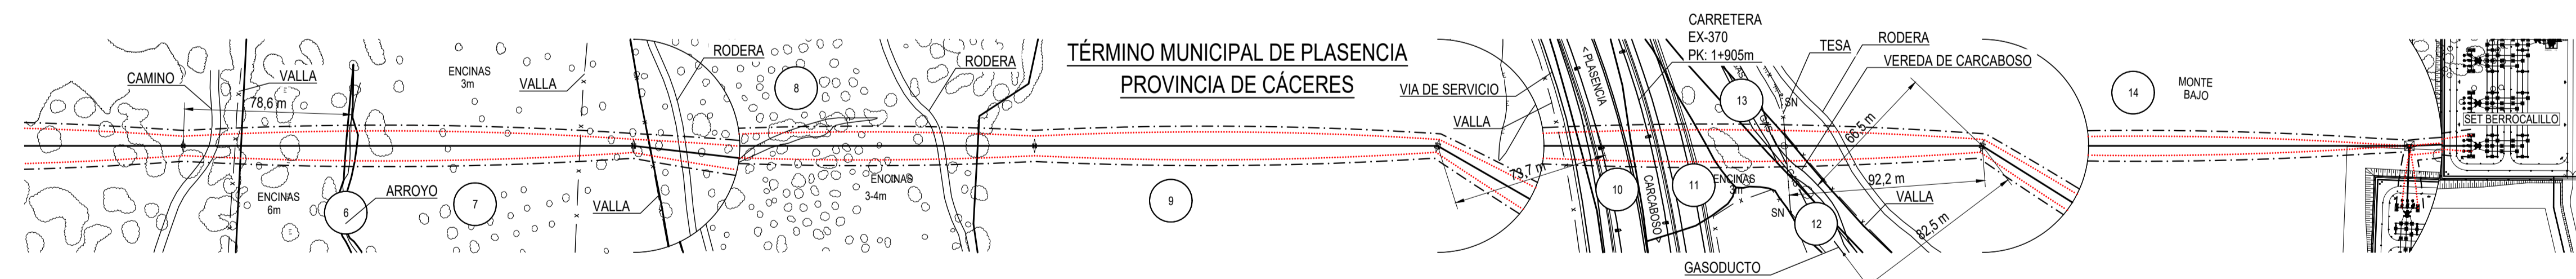 CAMINO
VALLA
78,6 m
ENCINAS
6m
6
ARROYO
ENCINAS
3m
7
VALLA
VALLA
RODERA
8
ENCINAS
3-4m
RODERA
TÉRMINO MUNICIPAL DE PLASENCIA
PROVINCIA DE CÁCERES
9
VIA DE SERVICIO
VALLA
73,7 m
< PLASENCIA
CARRETERA
EX-370
PK: 1+905m
10
CARCABOSO >
11
13
ENCINAS
3m
TESA
SN
RODERA
VEREDA DE CARCABOSO
66,5 m
GAS
GAS
92,2 m
SN
12
VALLA
82,5 m
GASODUCTO
14
MONTE
BAJO
SET BERROCALILLO